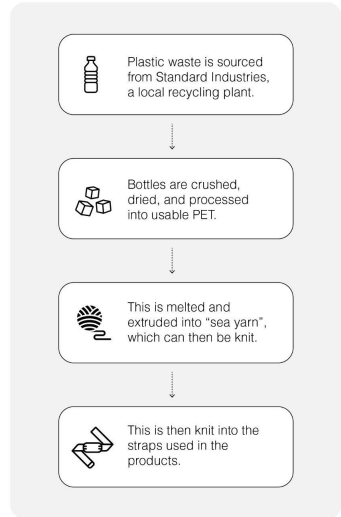 Plastic waste is sourced
from Standard Industries,
a local recycling plant.
Bottles are crushed,
dried, and processed
into usable PET.
This is melted and
extruded into “sea yarn”,
which can then be knit.
This is then knit into the
straps used in the
products.